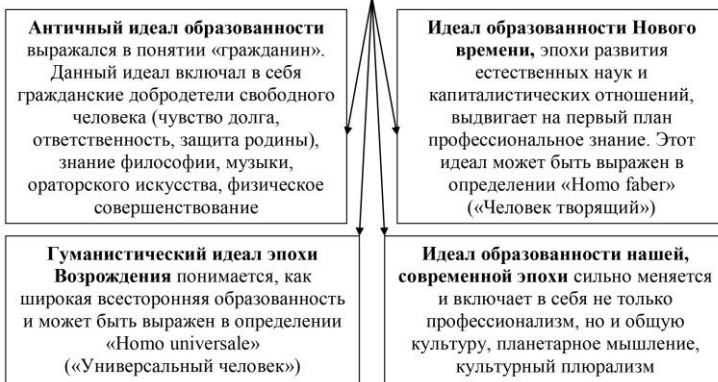 Античный идеал образованности
выражался в понятии «гражданин».
Данный идеал включал в себя
гражданские добродетели свободного
человека (чувство долга,
ответственность, защита родины),
знание философии, музыки,
ораторского искусства, физическое
совершенствование
Идеал образованности Нового
времени, эпохи развития
естественных наук и
капиталистических отношений,
выдвигает на первый план
профессиональное знание. Этот
идеал может быть выражен в
определении «Homo faber»
(«Человек творящий»)
Гуманистический идеал эпохи
Возрождения понимается, как
широкая всесторонняя образованность
и может быть выражен в определении
«Homo universale»
(«Универсальный человек»)
Идеал образованности нашей,
современной эпохи сильно меняется
и включает в себя не только
профессионализм, но и общую
культуру, планетарное мышление,
культурный плюрализм